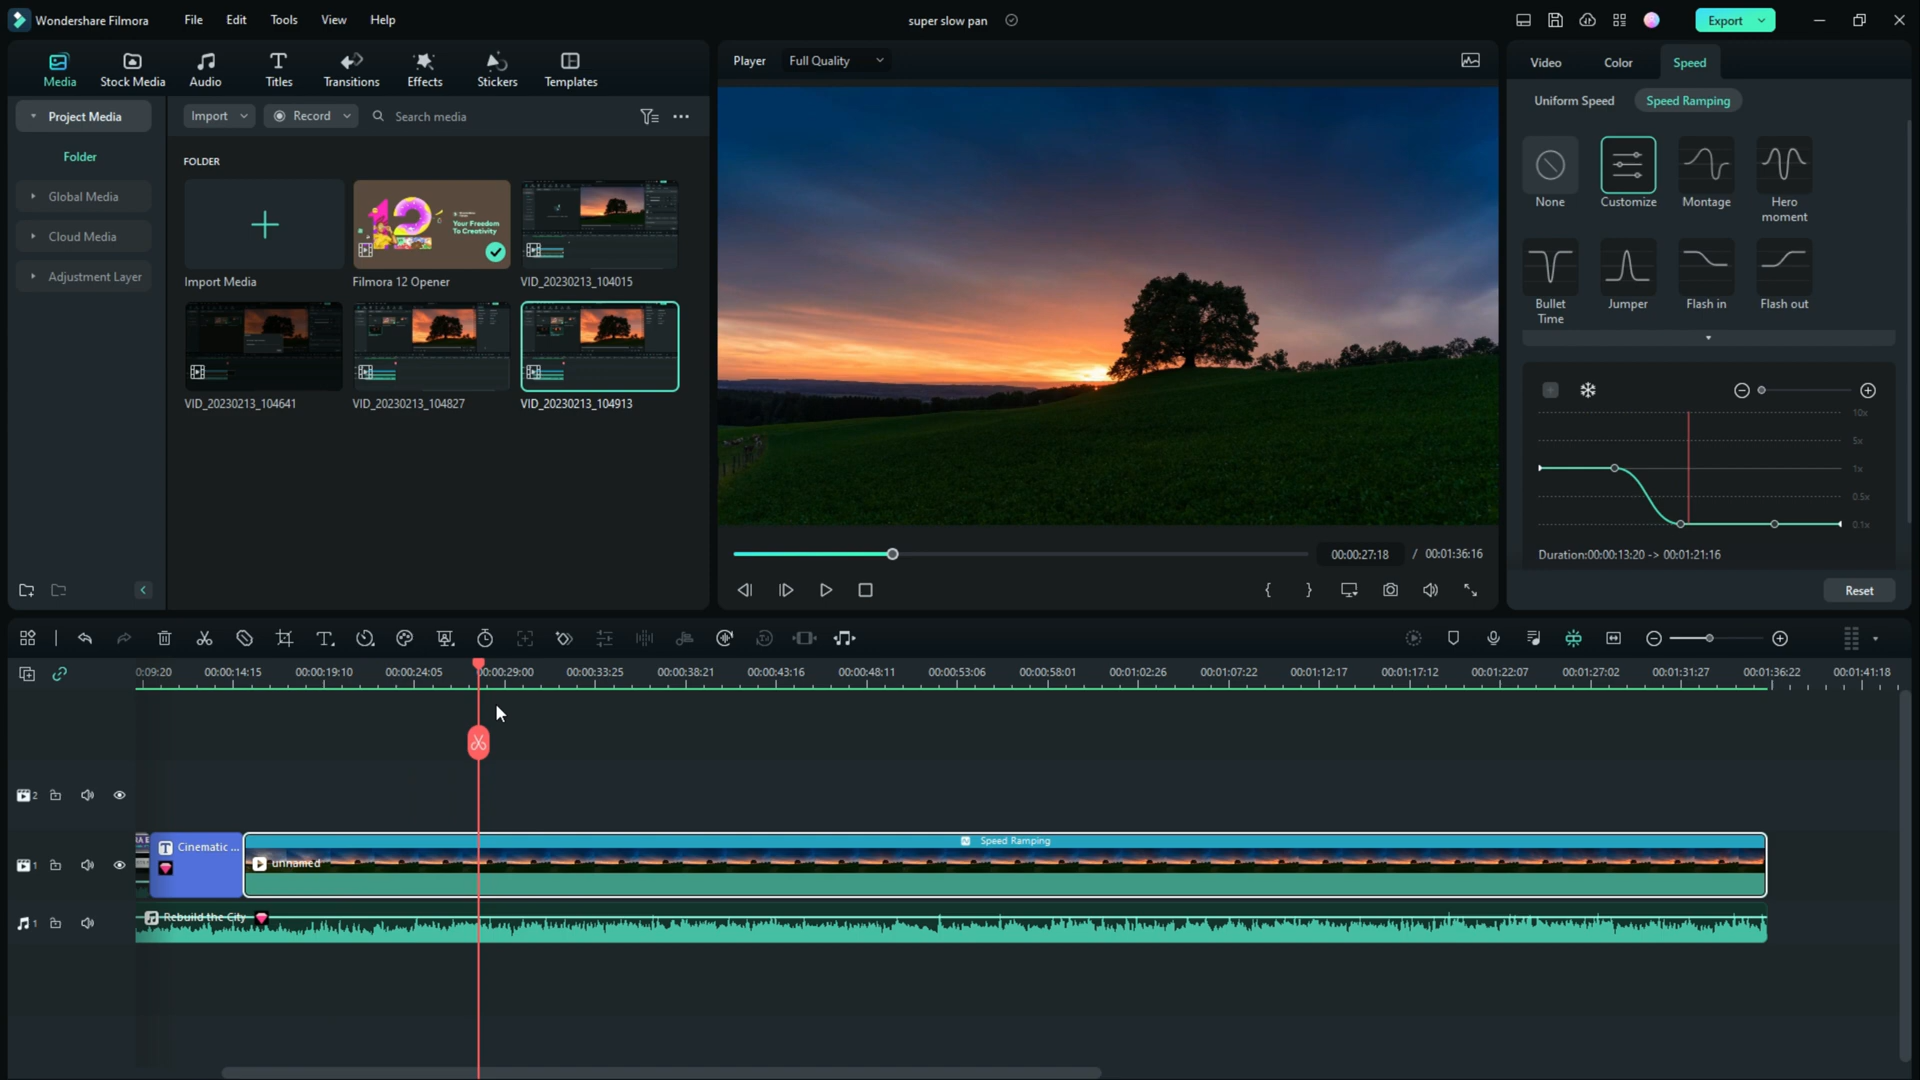 Wondershare Filmora
File
Edit
Tools
View
Help
super slow pan
Export
Media
Stock Media
Audio
Titles
Transitions
Effects
Stickers
Templates
Player
Full Quality
Video
Color
Speed
Project Media
Folder
Global Media
Cloud Media
Adjustment Layer
Import
Record
Search media
FOLDER
12
Your Freedom
To Creativity
Import Media
Filmora 12 Opener
VID_20230213_104015
VID_20230213_104641
VID_20230213_104827
VID_20230213_104913
00:00:27:18 / 00:01:36:16
Uniform Speed
Speed Ramping
None
Customize
Montage
Hero
moment
Bullet
Time
Jumper
Flash in
Flash out
10x
5x
1x
0.5x
0.1x
Duration:00:00:13:20 -> 00:01:21:16
Reset
0:09:20
00:00:14:15
00:00:19:10
00:00:24:05
00:00:29:00
00:00:33:25
00:00:38:21
00:00:43:16
00:00:48:11
00:00:53:06
00:00:58:01
00:01:02:26
00:01:07:22
00:01:12:17
00:01:17:12
00:01:22:07
00:01:27:02
00:01:31:27
00:01:36:22
00:01:41:18
2
1
Cinematic ...
Speed Ramping
unnamed
1
Rebuild the City